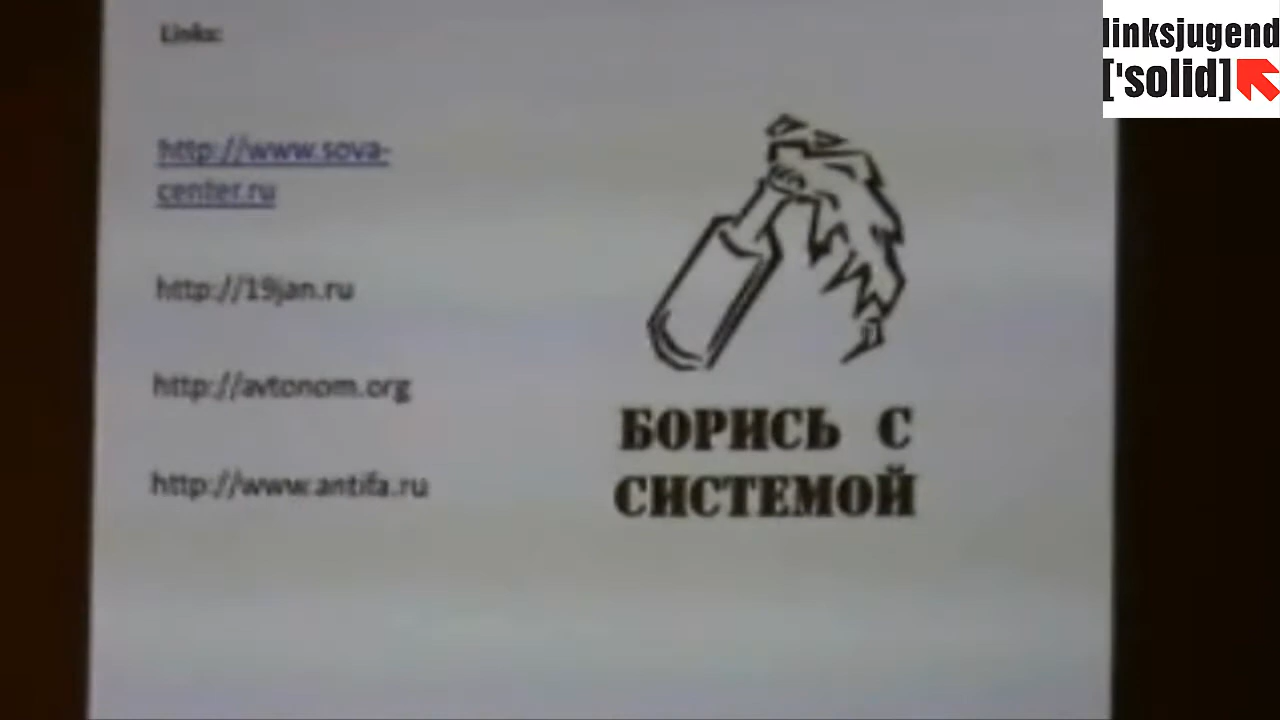 linksjugend
['solid]
Links:
http://www.sova-
center.ru
http://19jan.ru
http://avtonom.org
http://www.antifa.ru
БОРИСЬ С
СИСТЕМОЙ